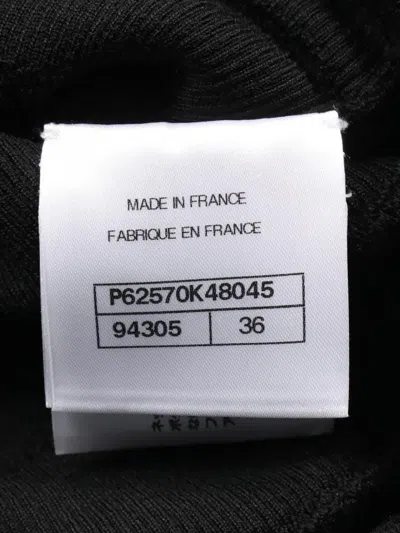 MADE IN FRANCE
FABRIQUE EN FRANCE
P62570K48045
94305 36